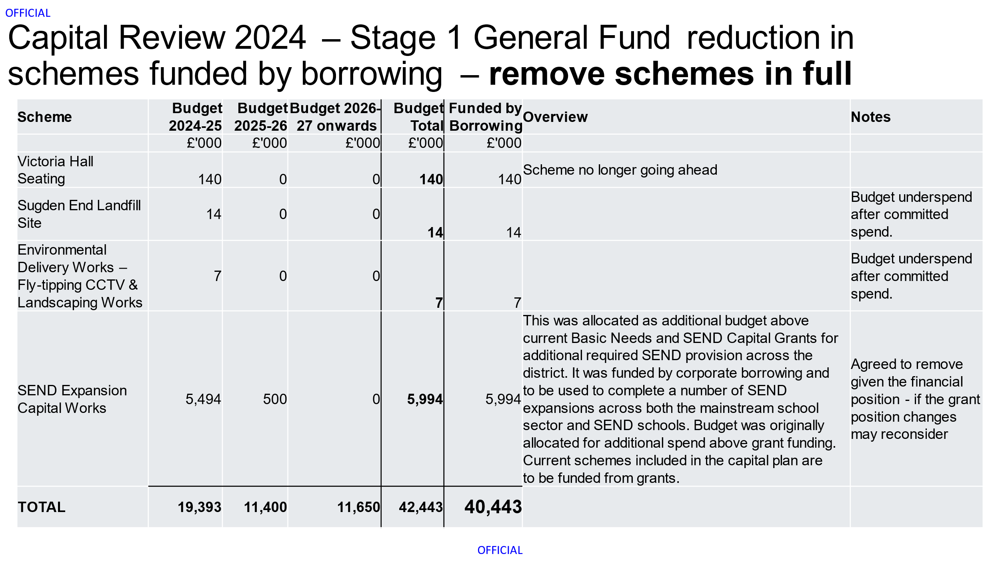 OFFICIAL
Capital Review 2024 – Stage 1 General Fund reduction in
schemes funded by borrowing – remove schemes in full
Scheme
Budget
2024-25
Budget
2025-26
Budget 2026-
27 onwards
Budget
Total
Funded by
Borrowing
Overview
Notes
£'000 £'000 £'000 £'000 £'000
Victoria Hall
Seating
140 0 0 140 140
Scheme no longer going ahead
Sugden End Landfill
Site
14 0 0 14 14
Budget underspend
after committed
spend.
Environmental
Delivery Works –
Fly-tipping CCTV &
Landscaping Works
7 0 0 7 7
Budget underspend
after committed
spend.
SEND Expansion
Capital Works
5,494 500 0 5,994 5,994
This was allocated as additional budget above
current Basic Needs and SEND Capital Grants for
additional required SEND provision across the
district. It was funded by corporate borrowing and
to be used to complete a number of SEND
expansions across both the mainstream school
sector and SEND schools. Budget was originally
allocated for additional spend above grant funding.
Current schemes included in the capital plan are
to be funded from grants.
Agreed to remove
given the financial
position - if the grant
position changes
may reconsider
TOTAL 19,393 11,400 11,650 42,443 40,443
OFFICIAL